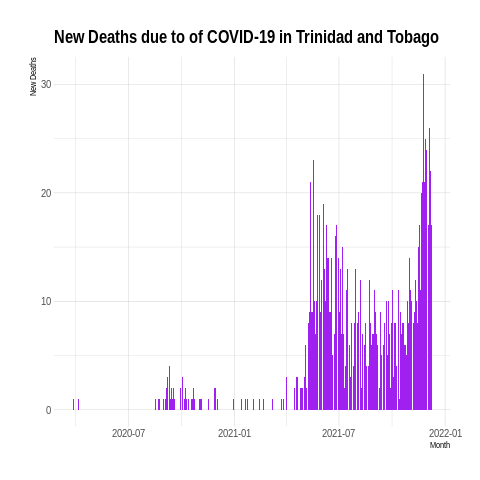 New Deaths due to of COVID-19 in Trinidad and Tobago
New Deaths
30
20
10
0
2020-07
2021-01
2021-07
2022-01
Month